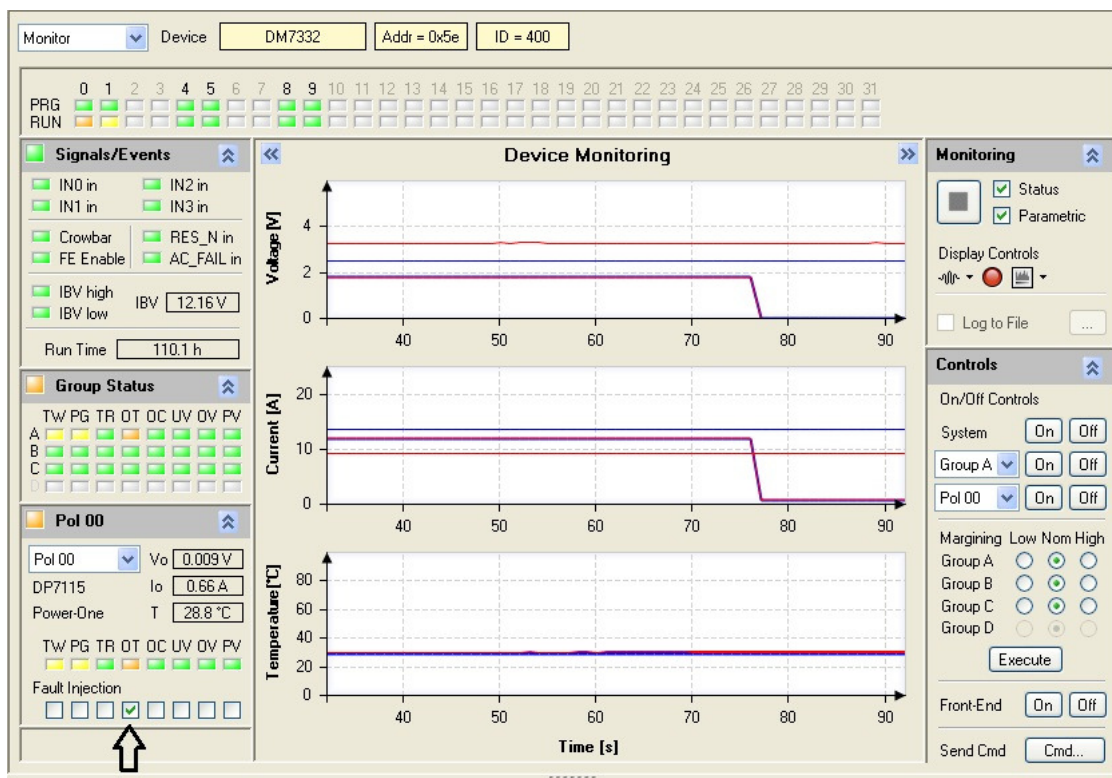 Monitor Device DM7332 Addr = 0x5e ID = 400
0 1 2 3 4 5 6 7 8 9 10 11 12 13 14 15 16 17 18 19 20 21 22 23 24 25 26 27 28 29 30 31
PRG
RUN
Signals/Events
IN0 in IN2 in
IN1 in IN3 in
Crowbar RES_N in
FE Enable AC_FAIL in
IBV high
IBV low
IBV 12.16 V
Run Time 110.1 h
Group Status
TW PG TR OT OC UV OV PV
A
B
C
D
Pol 00
Pol 00 Vo 0.009 V
DP7115 Io 0.66 A
Power-One T 28.8 °C
TW PG TR OT OC UV OV PV
Fault Injection
Device Monitoring
Voltage [V]
4
2
0
40 50 60 70 80 90
Current [A]
20
10
0
40 50 60 70 80 90
Temperature [°C]
80
60
40
20
0
40 50 60 70 80 90
Time [s]
Monitoring
Status
Parametric
Display Controls
Log to File ...
Controls
On/Off Controls
System On Off
Group A On Off
Pol 00 On Off
Margining Low Nom High
Group A
Group B
Group C
Group D
Execute
Front-End On Off
Send Cmd Cmd...